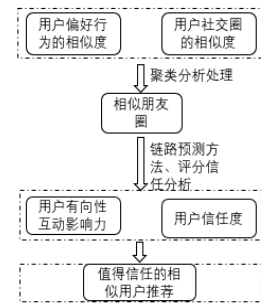 用户偏好行
为的相似度
用户社交圈
的相似度
聚类分析处理
相似朋友
圈
链路预测方
法、评分信
任分析
用户有向性
互动影响力
用户信任度
值得信任的相
似用户推荐